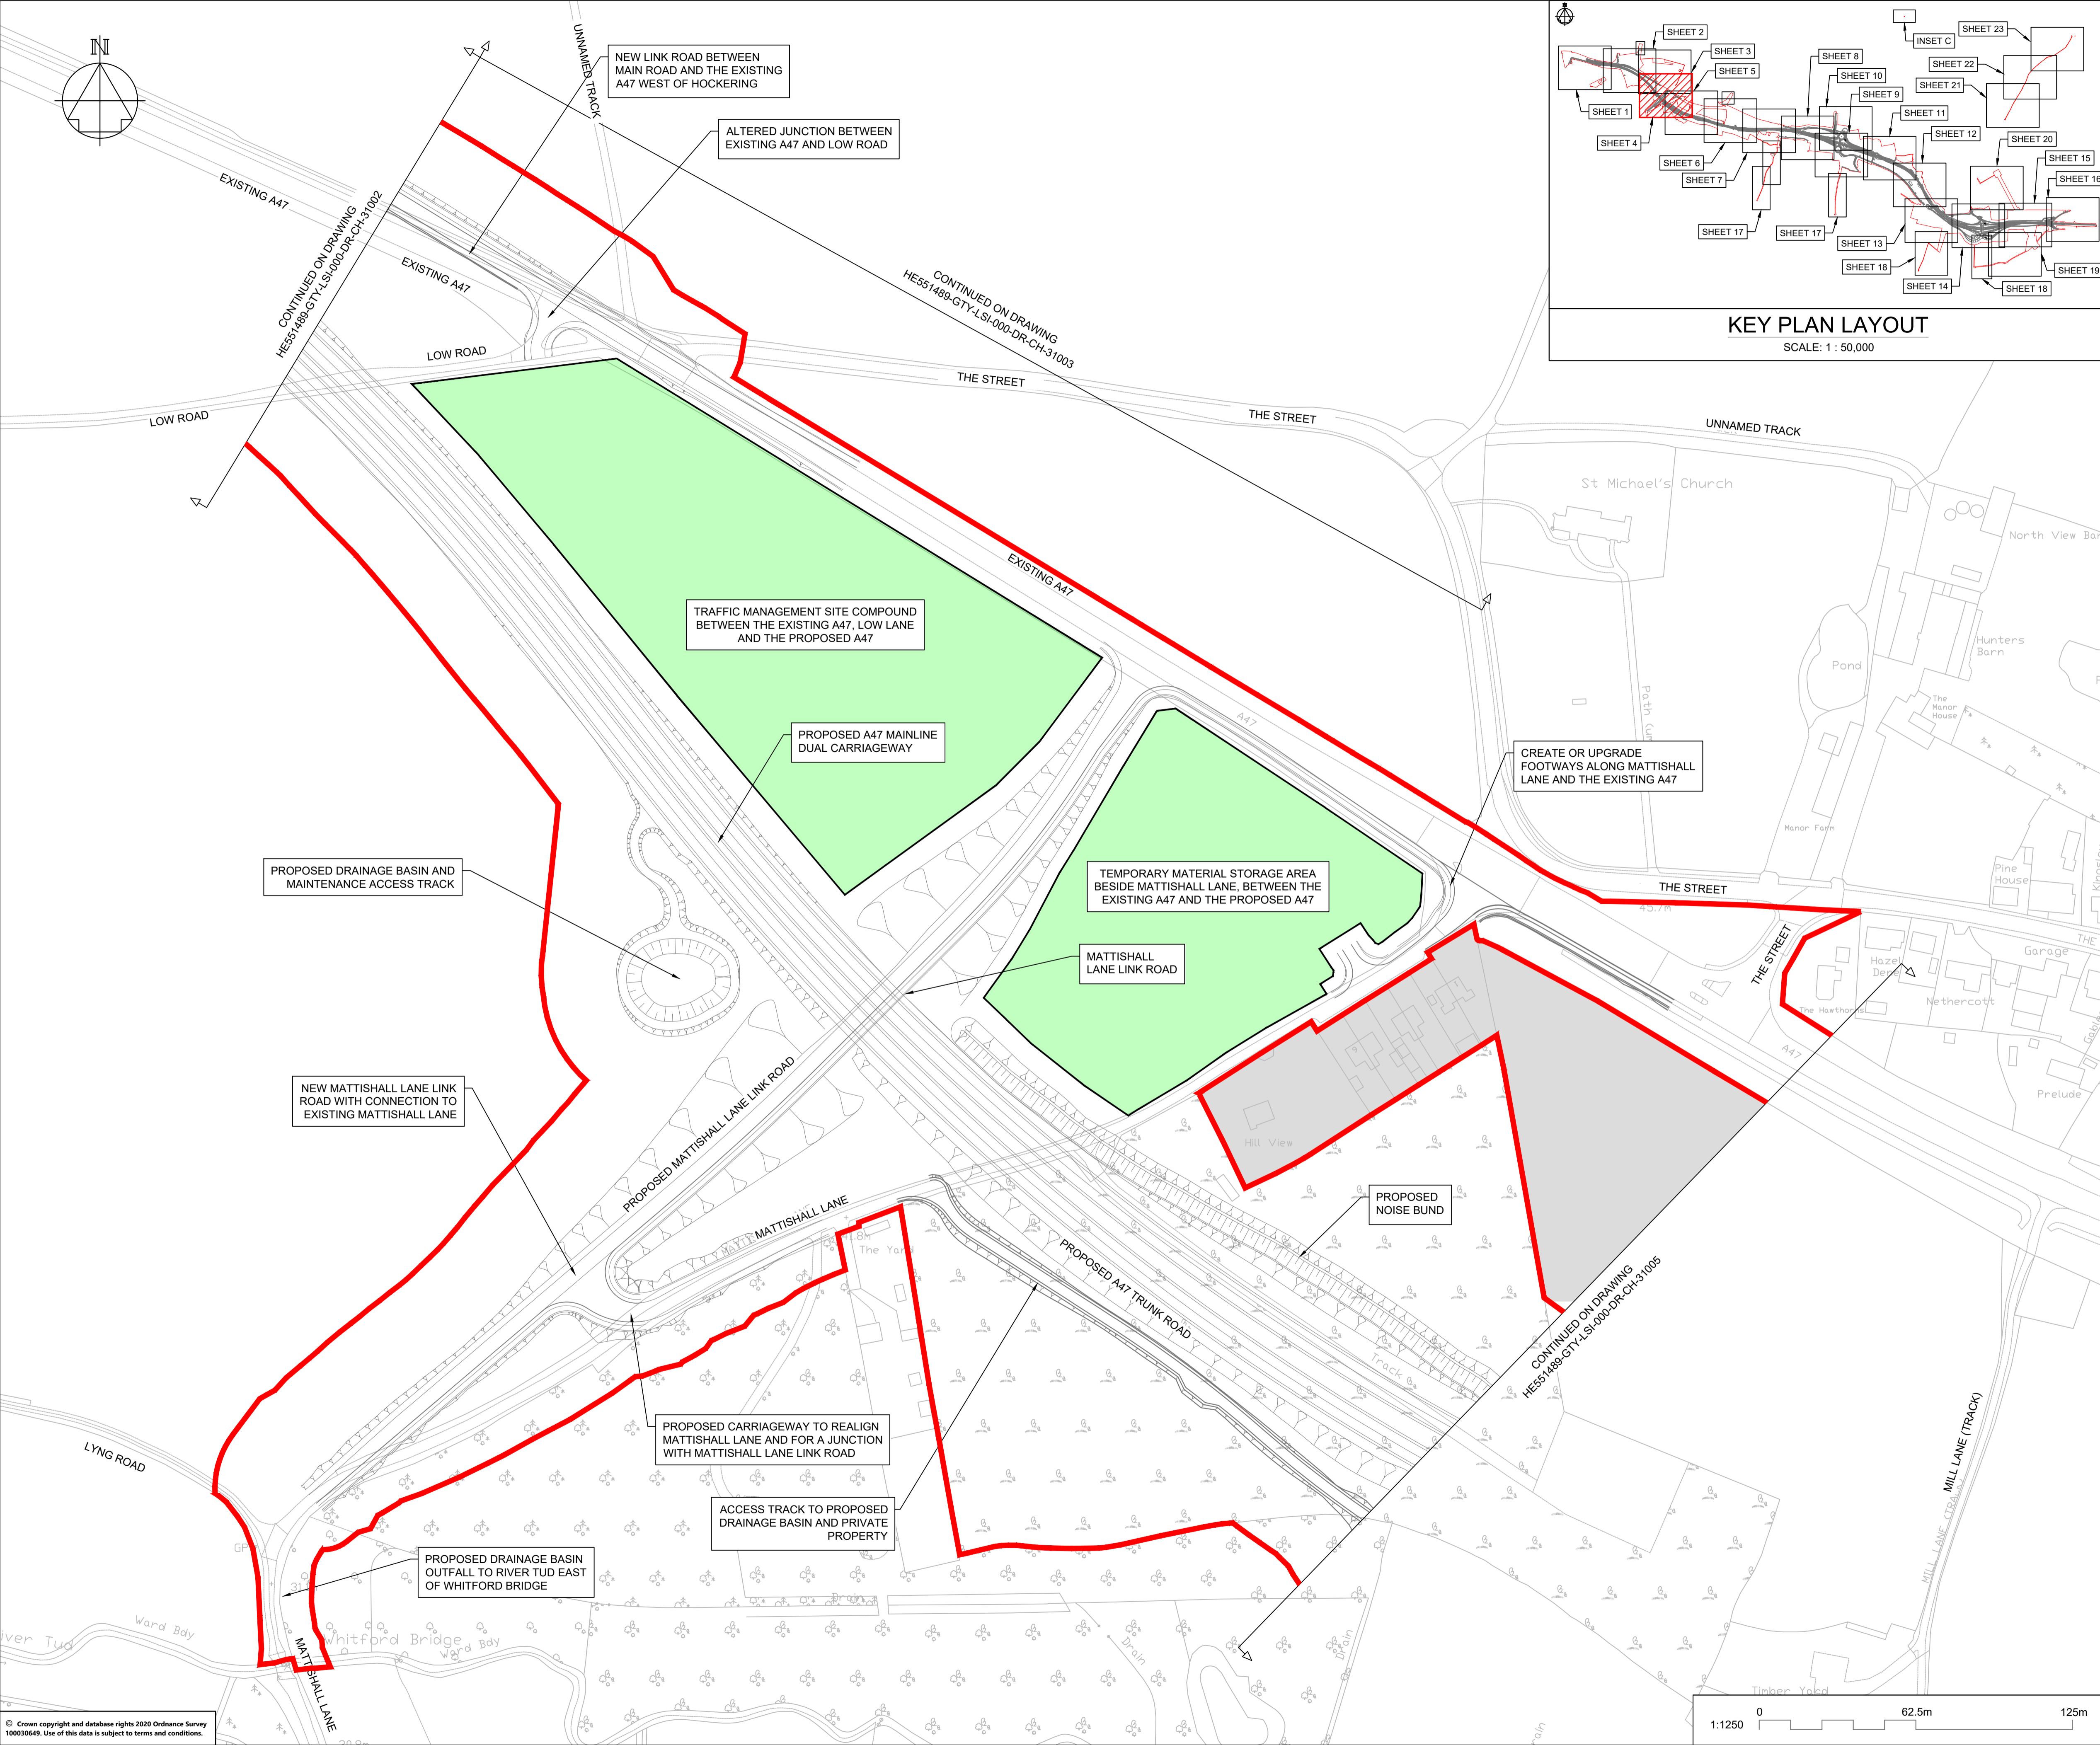 N
UNNAMED TRACK
NEW LINK ROAD BETWEEN
MAIN ROAD AND THE EXISTING
A47 WEST OF HOCKERING
ALTERED JUNCTION BETWEEN
EXISTING A47 AND LOW ROAD
EXISTING A47
CONTINUED ON DRAWING
HE551489-GTY-LSI-000-DR-CH-31002
EXISTING A47
CONTINUED ON DRAWING
HE551489-GTY-LSI-000-DR-CH-31003
LOW ROAD
LOW ROAD
THE STREET
THE STREET
SHEET 1
SHEET 2
SHEET 3
SHEET 5
SHEET 4
SHEET 6
SHEET 7
SHEET 17
SHEET 17
SHEET 8
SHEET 10
SHEET 9
SHEET 11
SHEET 12
SHEET 13
SHEET 18
SHEET 14
SHEET 18
SHEET 19
SHEET 16
SHEET 15
SHEET 20
SHEET 21
SHEET 22
SHEET 23
INSET C
KEY PLAN LAYOUT
SCALE: 1 : 50,000
UNNAMED TRACK
St Michael's Church
North View Bar
Hunters
Barn
Pond
The
Manor
House
Manor Farm
Pine
House
EXISTING A47
A47
TRAFFIC MANAGEMENT SITE COMPOUND
BETWEEN THE EXISTING A47, LOW LANE
AND THE PROPOSED A47
PROPOSED A47 MAINLINE
DUAL CARRIAGEWAY
CREATE OR UPGRADE
FOOTWAYS ALONG MATTISHALL
LANE AND THE EXISTING A47
PROPOSED DRAINAGE BASIN AND
MAINTENANCE ACCESS TRACK
TEMPORARY MATERIAL STORAGE AREA
BESIDE MATTISHALL LANE, BETWEEN THE
EXISTING A47 AND THE PROPOSED A47
THE STREET
THE STREET
THE
Hazel
Dene
Garage
Nethercott
The Hawthorns
A47
Prelude
MATTISHALL
LANE LINK ROAD
NEW MATTISHALL LANE LINK
ROAD WITH CONNECTION TO
EXISTING MATTISHALL LANE
PROPOSED MATTISHALL LANE LINK ROAD
Hill View
MATTISHALL LANE
The Yard
PROPOSED
NOISE BUND
PROPOSED A47 TRUNK ROAD
Track
CONTINUED ON DRAWING
HE551489-GTY-LSI-000-DR-CH-31005
PROPOSED CARRIAGEWAY TO REALIGN
MATTISHALL LANE AND FOR A JUNCTION
WITH MATTISHALL LANE LINK ROAD
LYNG ROAD
ACCESS TRACK TO PROPOSED
DRAINAGE BASIN AND PRIVATE
PROPERTY
MILL LANE (TRACK)
GP
PROPOSED DRAINAGE BASIN
OUTFALL TO RIVER TUD EAST
OF WHITFORD BRIDGE
Drain
Drain
Drain
iver Tud
Ward Bdy
Whitford Bridge
Ward Bdy
MATTISHALL LANE
Timber Yard
© Crown copyright and database rights 2020 Ordnance Survey
100030649. Use of this data is subject to terms and conditions.
1:1250
0
62.5m
125m